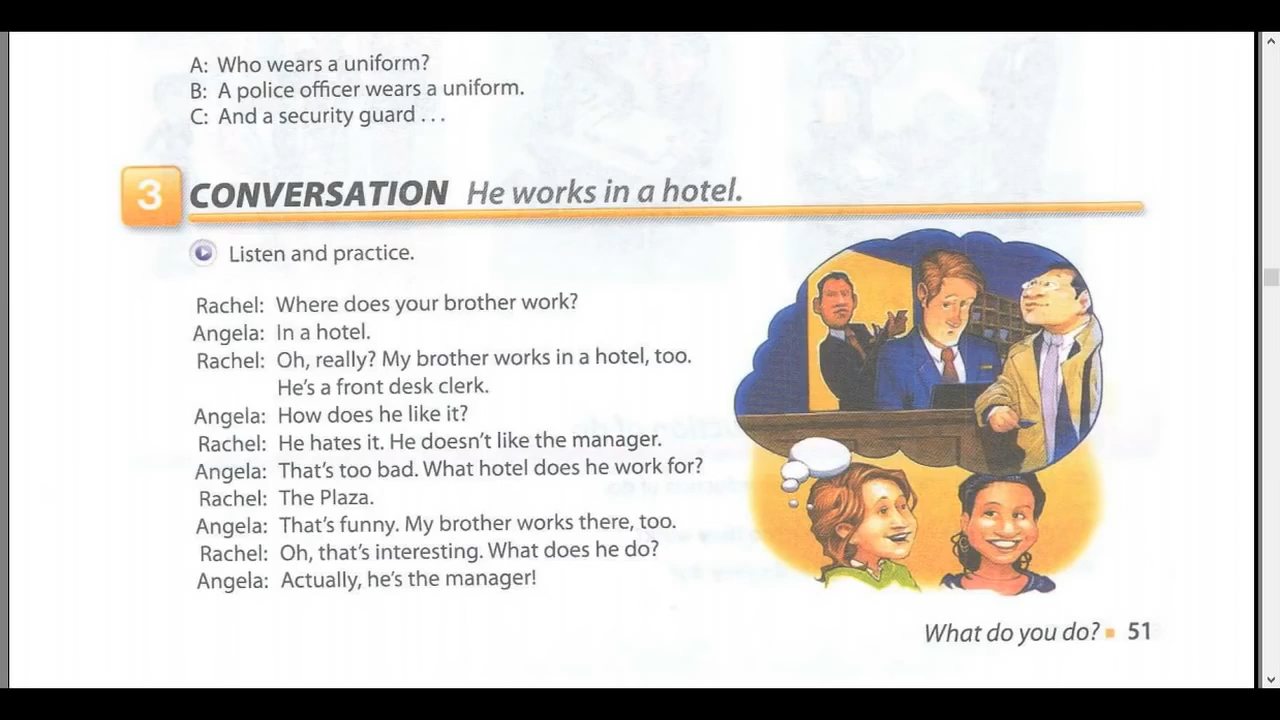 A: Who wears a uniform?
B: A police officer wears a uniform.
C: And a security guard . . .
3 CONVERSATION He works in a hotel.
Listen and practice.
Rachel: Where does your brother work?
Angela: In a hotel.
Rachel: Oh, really? My brother works in a hotel, too.
He's a front desk clerk.
Angela: How does he like it?
Rachel: He hates it. He doesn't like the manager.
Angela: That's too bad. What hotel does he work for?
Rachel: The Plaza.
Angela: That's funny. My brother works there, too.
Rachel: Oh, that's interesting. What does he do?
Angela: Actually, he's the manager!
What do you do? ▪ 51